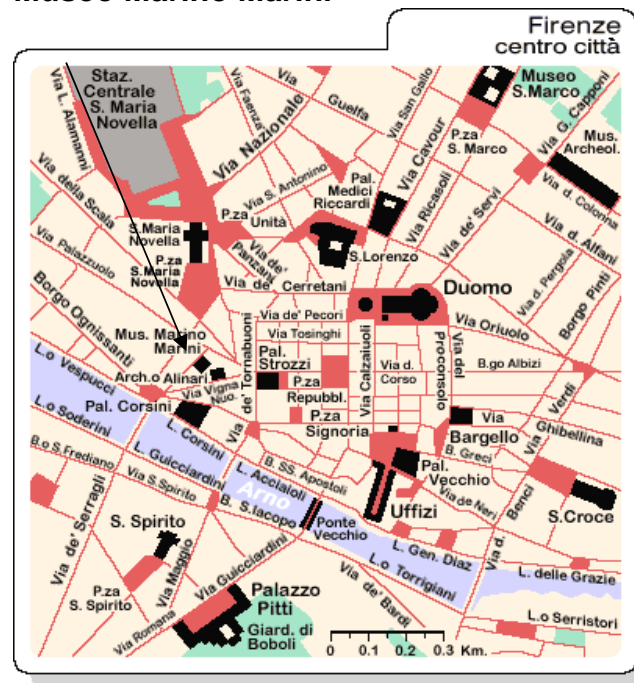 Museo Marino Marini
Firenze
centro città
Staz.
Centrale
S. Maria
Novella
Via L. Alamanni
Via Faenza
Via Nazionale
Via
Guelfa
Via San Gallo
Via Cavour
Museo
S.Marco
P.za
S. Marco
Via G. Capponi
Mus.
Archeol.
Via d. Colonna
Via della Scala
Via S. Antonino
Pal.
Medici
Riccardi
Via Ricasoli
Via de' Servi
Via d. Alfani
Via d. Pergola
Borgo Pinti
P.za
Unità
S.Maria
Novella
P.za
S.Maria
Novella
Via de'
Panzani
S.Lorenzo
Via Palazzuolo
Via de' Cerretani
Duomo
Borgo Ognissanti
Via de' Pecori
Via Oriuolo
Mus. Marino
Marini
Via Tosinghi
Via de' Tornabuoni
Pal.
Strozzi
P.za
Repubbl.
Via Calzaiuoli
Via d.
Corso
Via del
Proconsolo
B.go Albizi
L.o Vespucci
Arch.o Alinari
Via Vigna
Nuo.
Pal. Corsini
P.za
Signoria
Via
Bargello
Via Verdi
Ghibellina
L.o Soderini
L. Corsini
B. Greci
B.o S.Frediano
L. Guicciardini
L. Acciaioli
B. SS. Apostoli
Pal.
Vecchio
Via de Neri
Via d. Benci
S.Croce
Via S.Spirito
Arno
B. S.Iacopo
Uffizi
Ponte
Vecchio
Via de' Serragli
S. Spirito
Via Maggio
Via Guicciardini
L. Gen. Diaz
L.o Torrigiani
L. delle Grazie
P.za
S. Spirito
Palazzo
Pitti
Via de' Bardi
Via Romana
Giard. di
Boboli
L.o Serristori
0 0.1 0.2 0.3 Km.